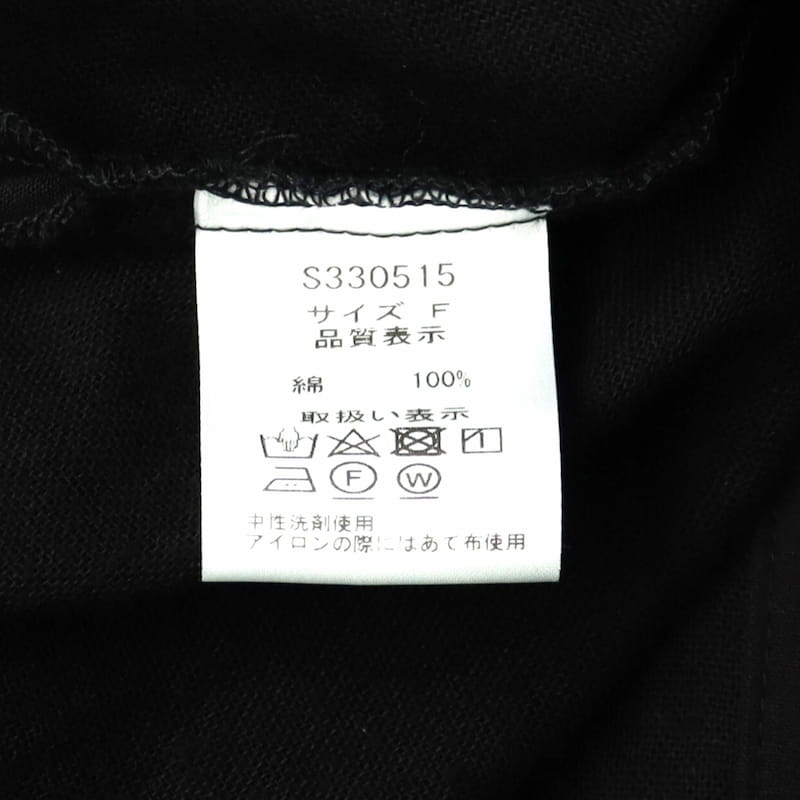 S330515
サイズ F
品質表示
綿 100%
取扱い表示
1
F W
中性洗剤使用
アイロンの際にはあて布使用